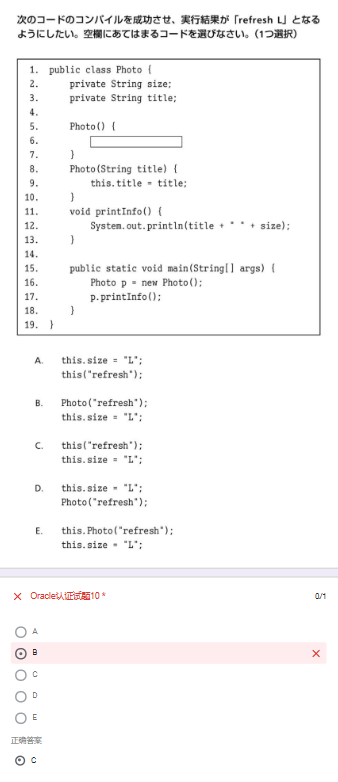 次のコードのコンパイルを成功させ、実行結果が「refresh L」となる
ようにしたい。空欄にあてはまるコードを選びなさい。（1つ選択）
1. public class Photo {
2. private String size;
3. private String title;
4.
5. Photo() {
6.
7. }
8. Photo(String title) {
9. this.title = title;
10. }
11. void printInfo() {
12. System.out.println(title + " " + size);
13. }
14.
15. public static void main(String[] args) {
16. Photo p = new Photo();
17. p.printInfo();
18. }
19. }
A. this.size = "L";
this("refresh");
B. Photo("refresh");
this.size = "L";
C. this("refresh");
this.size = "L";
D. this.size = "L";
Photo("refresh");
E. this.Photo("refresh");
this.size = "L";
× Oracle认证试题10 * 0/1
A
B ×
C
D
E
正确答案
C